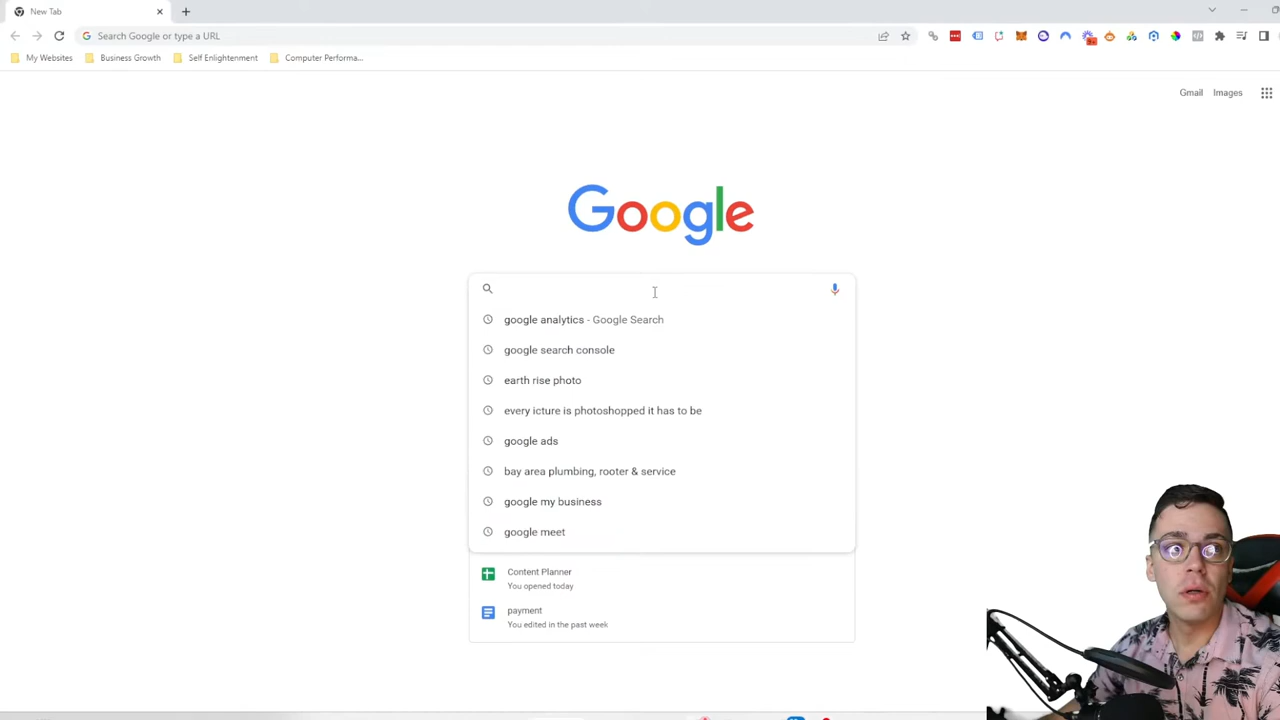 New Tab
Search Google or type a URL
9+
My Websites
Business Growth
Self Enlightenment
Computer Performa...
Gmail
Images
Google
google analytics - Google Search
google search console
earth rise photo
every icture is photoshopped it has to be
google ads
bay area plumbing, rooter & service
google my business
google meet
Content Planner
You opened today
payment
You edited in the past week